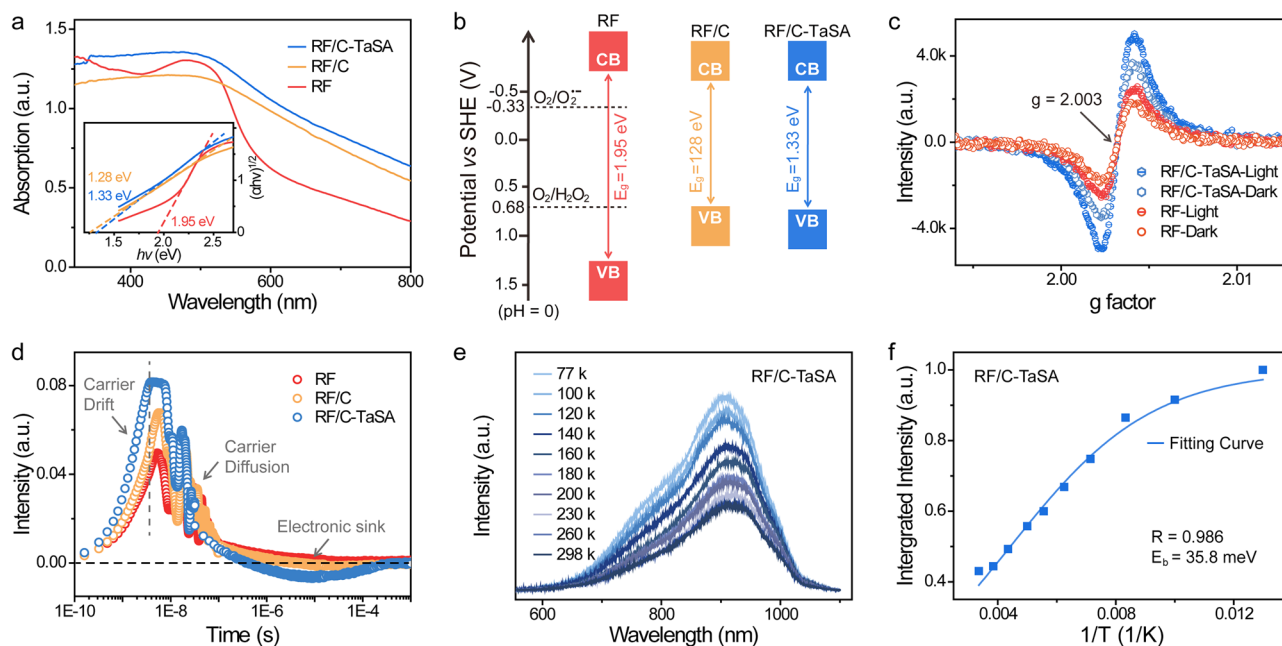 a
Absorption (a.u.)
1.5
1.0
0.5
0.0
RF/C-TaSA
RF/C
RF
1.28 eV
1.33 eV
1.95 eV
(αhν)1/2
1
0
1.5
2.0
2.5
hν (eV)
400
600
800
Wavelength (nm)
b
Potential vs SHE (V)
-0.5
-0.33
0.0
0.5
0.68
1.0
1.5
(pH = 0)
O2/O2•−
O2/H2O2
RF
CB
Eg = 1.95 eV
VB
RF/C
CB
Eg = 128 eV
VB
RF/C-TaSA
CB
Eg = 1.33 eV
VB
c
Intensity (a.u.)
4.0k
0.0
-4.0k
g = 2.003
RF/C-TaSA-Light
RF/C-TaSA-Dark
RF-Light
RF-Dark
2.00
2.01
g factor
d
Intensity (a.u.)
0.08
0.04
0.00
Carrier
Drift
RF
RF/C
RF/C-TaSA
Carrier
Diffusion
Electronic sink
1E-10
1E-8
1E-6
1E-4
Time (s)
e
Intensity (a.u.)
RF/C-TaSA
77 k
100 k
120 k
140 k
160 k
180 k
200 k
230 k
260 k
298 k
600
800
1000
Wavelength (nm)
f
Intergrated Intensity (a.u.)
1.0
0.8
0.6
0.4
RF/C-TaSA
Fitting Curve
R = 0.986
Eb = 35.8 meV
0.004
0.008
0.012
1/T (1/K)